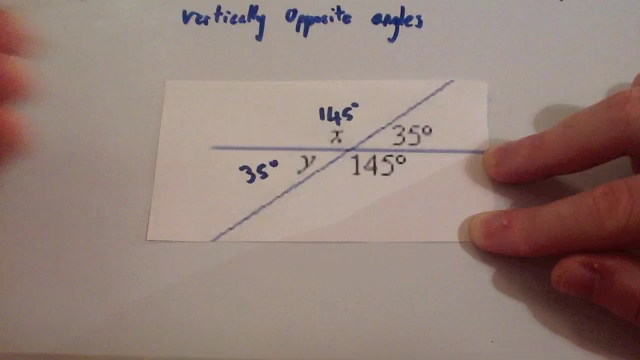 vertically opposite angles
145°
x 35°
35° y 145°